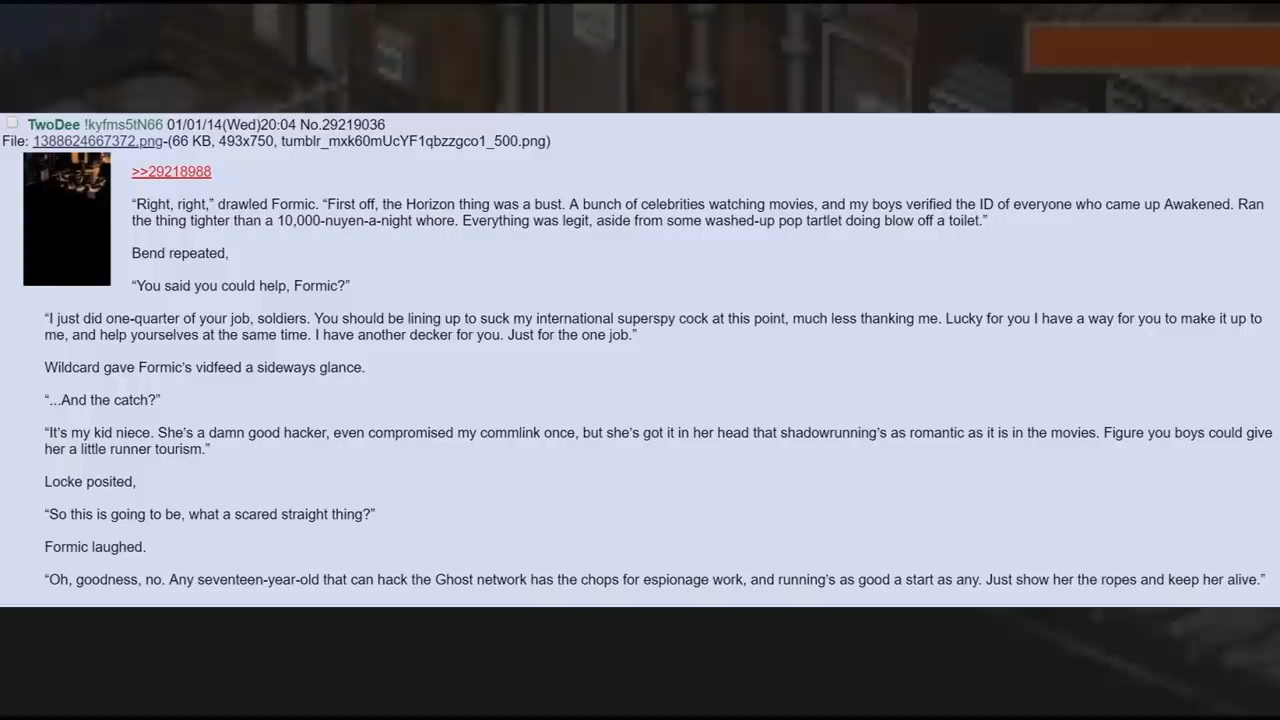 TwoDee !kyfms5tN66 01/01/14(Wed)20:04 No.29219036
File: 1388624667372.png-(66 KB, 493x750, tumblr_mxk60mUcYF1qbzzgco1_500.png)
>>29218988
“Right, right,” drawled Formic. “First off, the Horizon thing was a bust. A bunch of celebrities watching movies, and my boys verified the ID of everyone who came up Awakened. Ran
the thing tighter than a 10,000-nuyen-a-night whore. Everything was legit, aside from some washed-up pop tartlet doing blow off a toilet.”
Bend repeated,
“You said you could help, Formic?”
“I just did one-quarter of your job, soldiers. You should be lining up to suck my international superspy cock at this point, much less thanking me. Lucky for you I have a way for you to make it up to
me, and help yourselves at the same time. I have another decker for you. Just for the one job.”
Wildcard gave Formic’s vidfeed a sideways glance.
“...And the catch?”
“It’s my kid niece. She’s a damn good hacker, even compromised my commlink once, but she’s got it in her head that shadowrunning’s as romantic as it is in the movies. Figure you boys could give
her a little runner tourism.”
Locke posited,
“So this is going to be, what a scared straight thing?”
Formic laughed.
“Oh, goodness, no. Any seventeen-year-old that can hack the Ghost network has the chops for espionage work, and running’s as good a start as any. Just show her the ropes and keep her alive.”